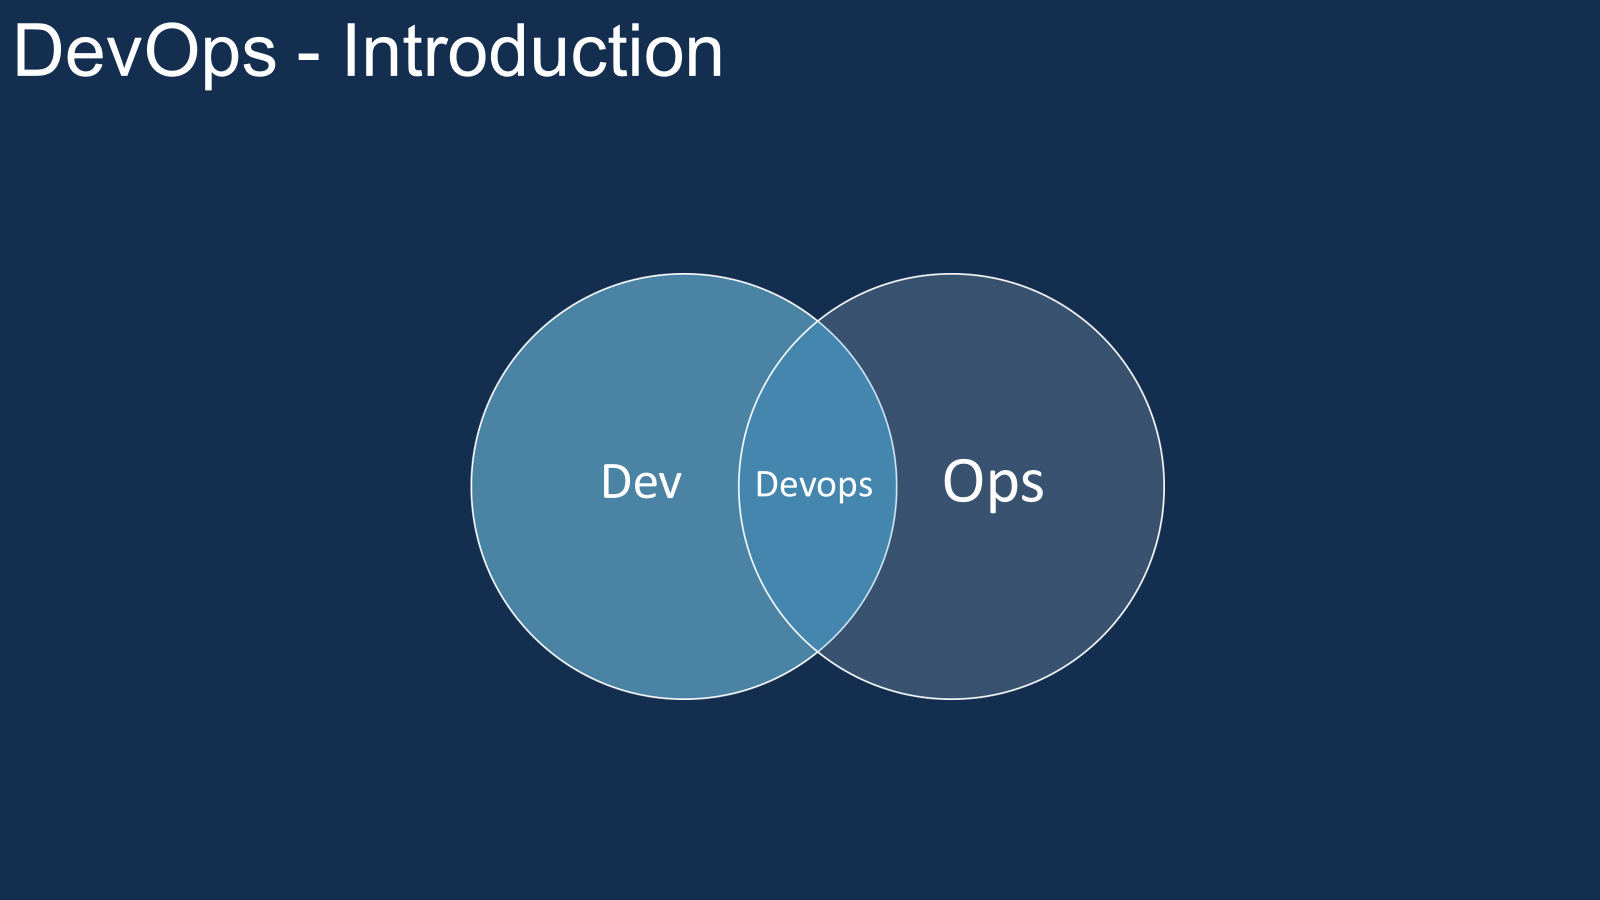 DevOps - Introduction
Dev
Devops
Ops